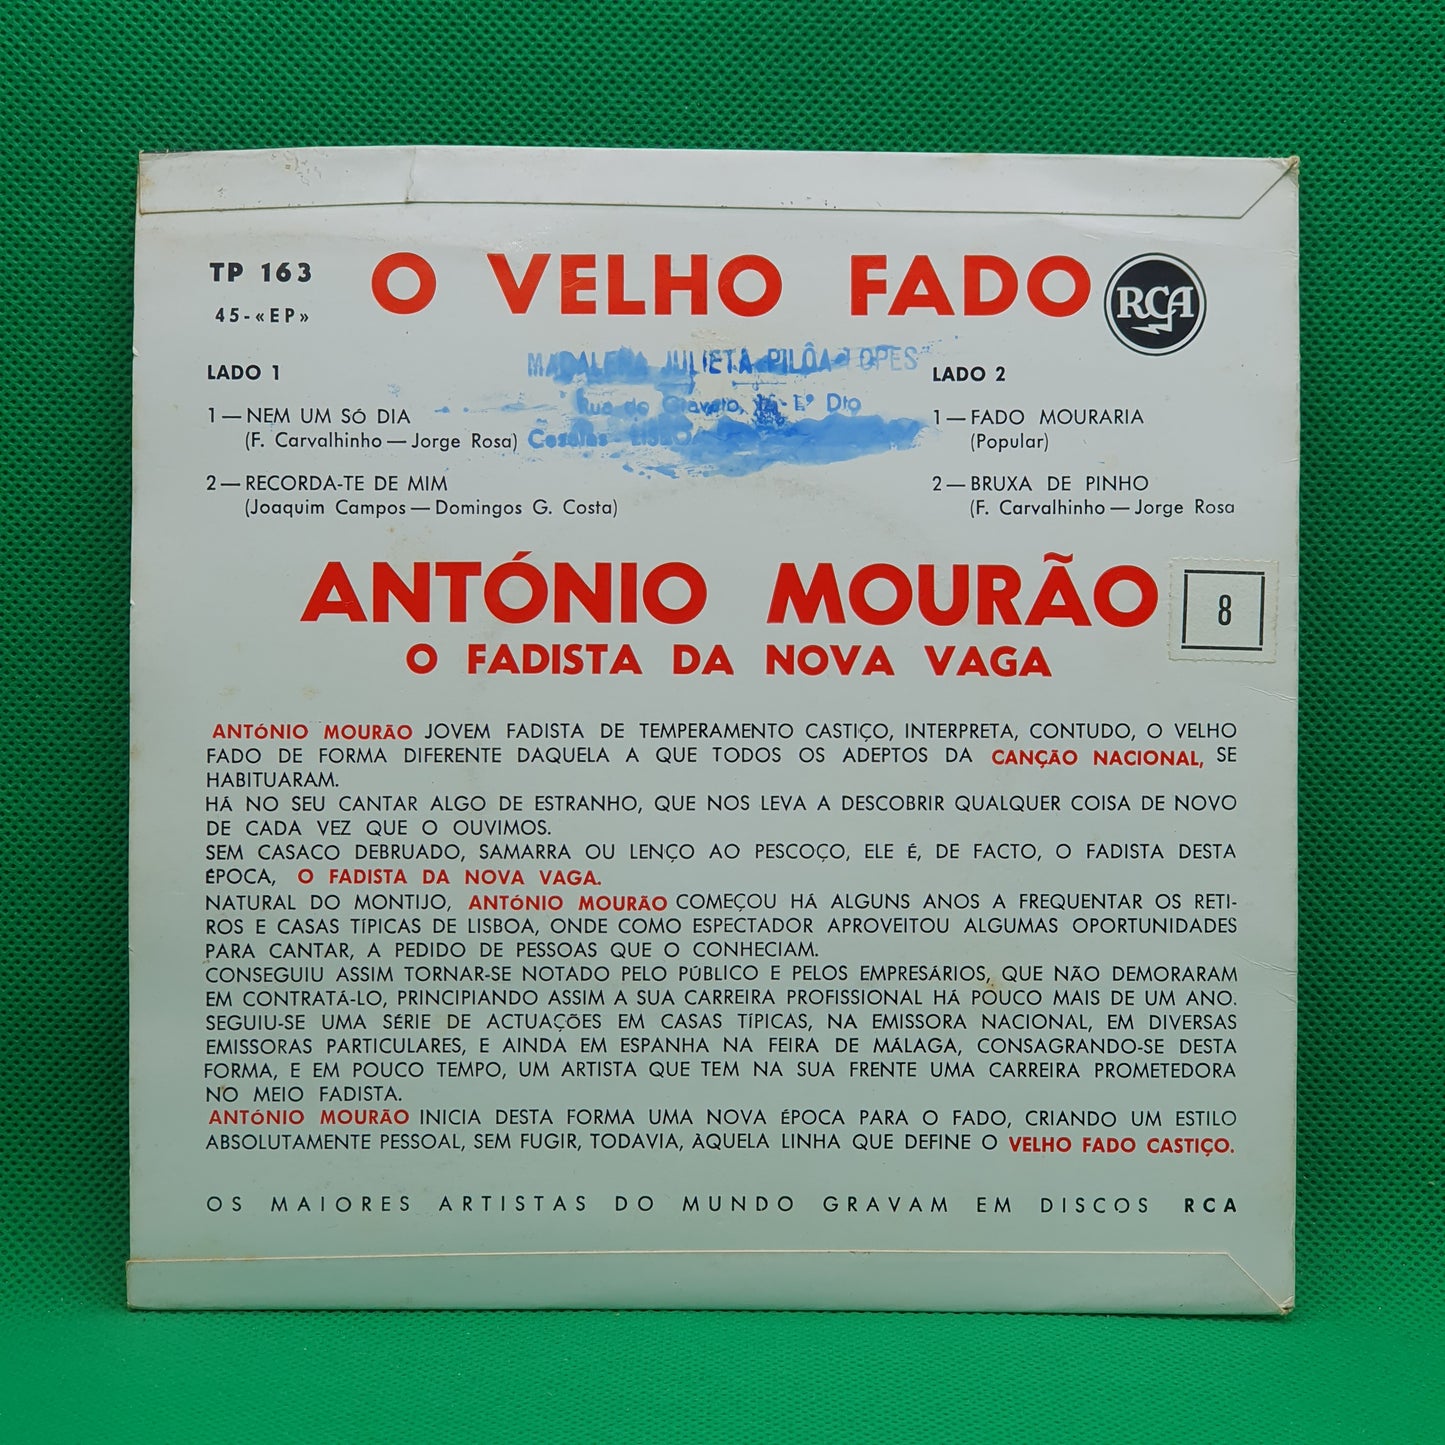 TP 163
45-«EP»
O VELHO FADO
RCA
MADALENA JULIETA PILÔA LOPES
Rua do 1º Dto
LADO 1
1 — NEM UM SÓ DIA
(F. Carvalhinho — Jorge Rosa)
2 — RECORDA-TE DE MIM
(Joaquim Campos — Domingos G. Costa)
LADO 2
1 — FADO MOURARIA
(Popular)
2 — BRUXA DE PINHO
(F. Carvalhinho — Jorge Rosa
ANTÓNIO MOURÃO
8
O FADISTA DA NOVA VAGA
ANTÓNIO MOURÃO JOVEM FADISTA DE TEMPERAMENTO CASTIÇO, INTERPRETA, CONTUDO, O VELHO
FADO DE FORMA DIFERENTE DAQUELA A QUE TODOS OS ADEPTOS DA CANÇÃO NACIONAL, SE
HABITUARAM.
HÁ NO SEU CANTAR ALGO DE ESTRANHO, QUE NOS LEVA A DESCOBRIR QUALQUER COISA DE NOVO
DE CADA VEZ QUE O OUVIMOS.
SEM CASACO DEBRUADO, SAMARRA OU LENÇO AO PESCOÇO, ELE É, DE FACTO, O FADISTA DESTA
ÉPOCA, O FADISTA DA NOVA VAGA.
NATURAL DO MONTIJO, ANTÓNIO MOURÃO COMEÇOU HÁ ALGUNS ANOS A FREQUENTAR OS RETI-
ROS E CASAS TÍPICAS DE LISBOA, ONDE COMO ESPECTADOR APROVEITOU ALGUMAS OPORTUNIDADES
PARA CANTAR, A PEDIDO DE PESSOAS QUE O CONHECIAM.
CONSEGUIU ASSIM TORNAR-SE NOTADO PELO PÚBLICO E PELOS EMPRESÁRIOS, QUE NÃO DEMORARAM
EM CONTRATÁ-LO, PRINCIPIANDO ASSIM A SUA CARREIRA PROFISSIONAL HÁ POUCO MAIS DE UM ANO.
SEGUIU-SE UMA SÉRIE DE ACTUAÇÕES EM CASAS TÍPICAS, NA EMISSORA NACIONAL, EM DIVERSAS
EMISSORAS PARTICULARES, E AINDA EM ESPANHA NA FEIRA DE MÁLAGA, CONSAGRANDO-SE DESTA
FORMA, E EM POUCO TEMPO, UM ARTISTA QUE TEM NA SUA FRENTE UMA CARREIRA PROMETEDORA
NO MEIO FADISTA.
ANTÓNIO MOURÃO INICIA DESTA FORMA UMA NOVA ÉPOCA PARA O FADO, CRIANDO UM ESTILO
ABSOLUTAMENTE PESSOAL, SEM FUGIR, TODAVIA, ÀQUELA LINHA QUE DEFINE O VELHO FADO CASTIÇO.
OS MAIORES ARTISTAS DO MUNDO GRAVAM EM DISCOS RCA